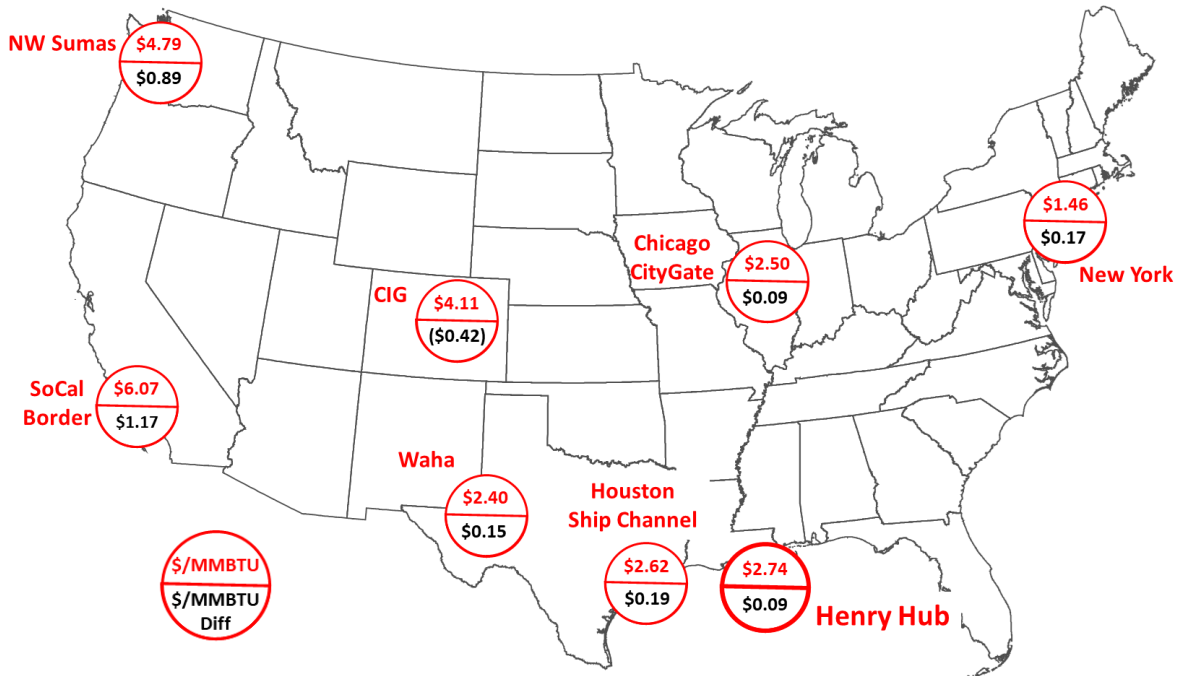 NW Sumas
$4.79
$0.89
$1.46
$0.17
New York
Chicago
CityGate
$2.50
$0.09
CIG
$4.11
($0.42)
SoCal
Border
$6.07
$1.17
Waha
$2.40
$0.15
Houston
Ship Channel
$2.62
$0.19
$2.74
$0.09
Henry Hub
$/MMBTU
$/MMBTU
Diff